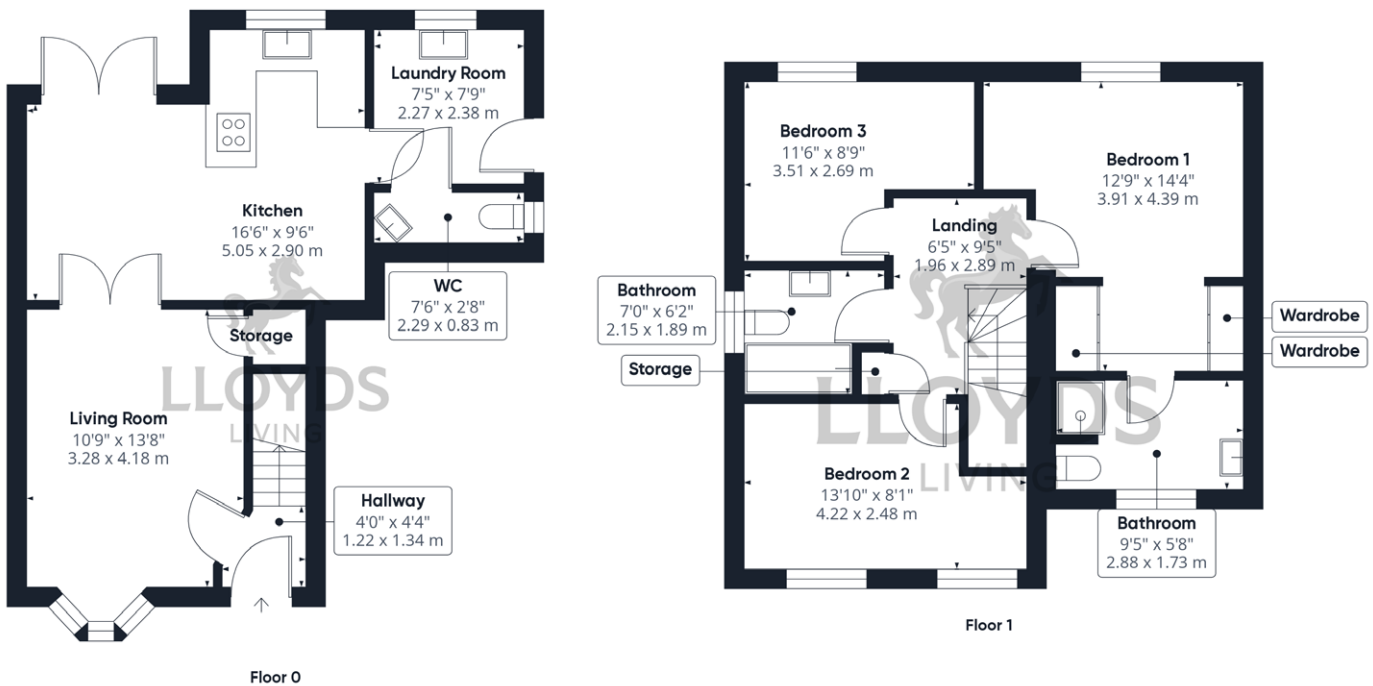 Laundry Room
7'5" x 7'9"
2.27 x 2.38 m
Kitchen
16'6" x 9'6"
5.05 x 2.90 m
WC
7'6" x 2'8"
2.29 x 0.83 m
Storage
LLOYDS
LIVING
Living Room
10'9" x 13'8"
3.28 x 4.18 m
Hallway
4'0" x 4'4"
1.22 x 1.34 m
Floor 0
Bedroom 3
11'6" x 8'9"
3.51 x 2.69 m
Bedroom 1
12'9" x 14'4"
3.91 x 4.39 m
Landing
6'5" x 9'5"
1.96 x 2.89 m
Bathroom
7'0" x 6'2"
2.15 x 1.89 m
Wardrobe
Wardrobe
Storage
LLOYDS
LIVING
Bedroom 2
13'10" x 8'1"
4.22 x 2.48 m
Bathroom
9'5" x 5'8"
2.88 x 1.73 m
Floor 1